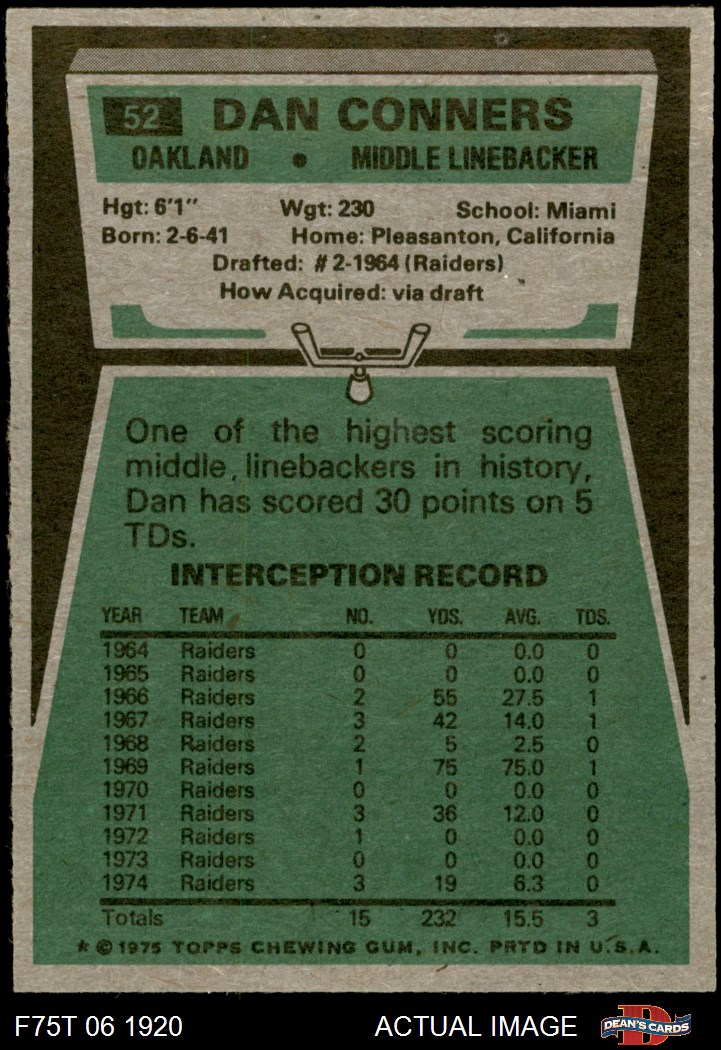 52 DAN CONNERS
OAKLAND • MIDDLE LINEBACKER
Hgt: 6'1" Wgt: 230 School: Miami
Born: 2-6-41 Home: Pleasanton, California
Drafted: #2-1964 (Raiders)
How Acquired: via draft
One of the highest scoring
middle linebackers in history,
Dan has scored 30 points on 5
TDs.
INTERCEPTION RECORD
YEAR TEAM NO. YDS. AVG. TDS.
1964 Raiders 0 0 0.0 0
1965 Raiders 0 0 0.0 0
1966 Raiders 2 55 27.5 1
1967 Raiders 3 42 14.0 1
1968 Raiders 2 5 2.5 0
1969 Raiders 1 75 75.0 1
1970 Raiders 0 0 0.0 0
1971 Raiders 3 36 12.0 0
1972 Raiders 1 0 0.0 0
1973 Raiders 0 0 0.0 0
1974 Raiders 3 19 6.3 0
Totals 15 232 15.5 3
* © 1975 TOPPS CHEWING GUM, INC. PRTD IN U.S.A.
F75T 06 1920 ACTUAL IMAGE D DEAN'S CARDS